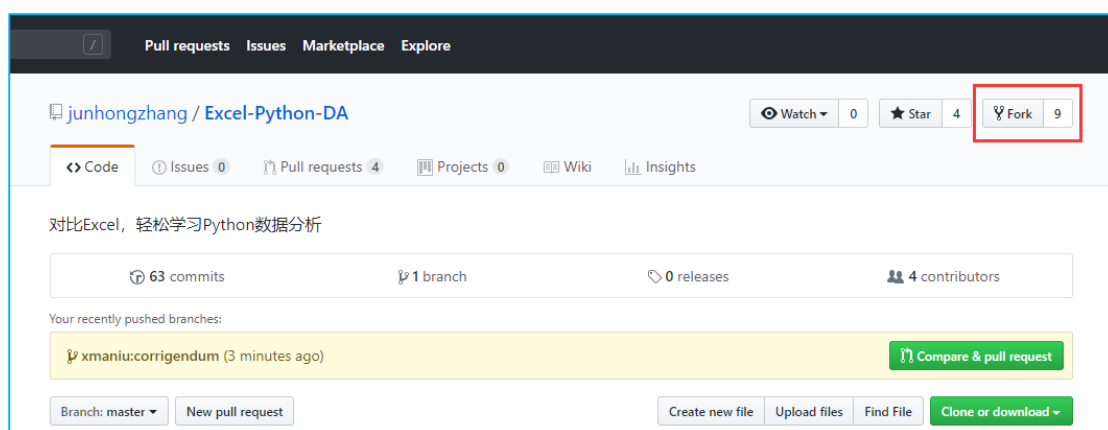 / Pull requests Issues Marketplace Explore
junhongzhang / Excel-Python-DA Watch 0 Star 4 Fork 9
Code Issues 0 Pull requests 4 Projects 0 Wiki Insights
对比Excel，轻松学习Python数据分析
63 commits 1 branch 0 releases 4 contributors
Your recently pushed branches:
xmaniu:corrigendum (3 minutes ago) Compare & pull request
Branch: master New pull request Create new file Upload files Find File Clone or download